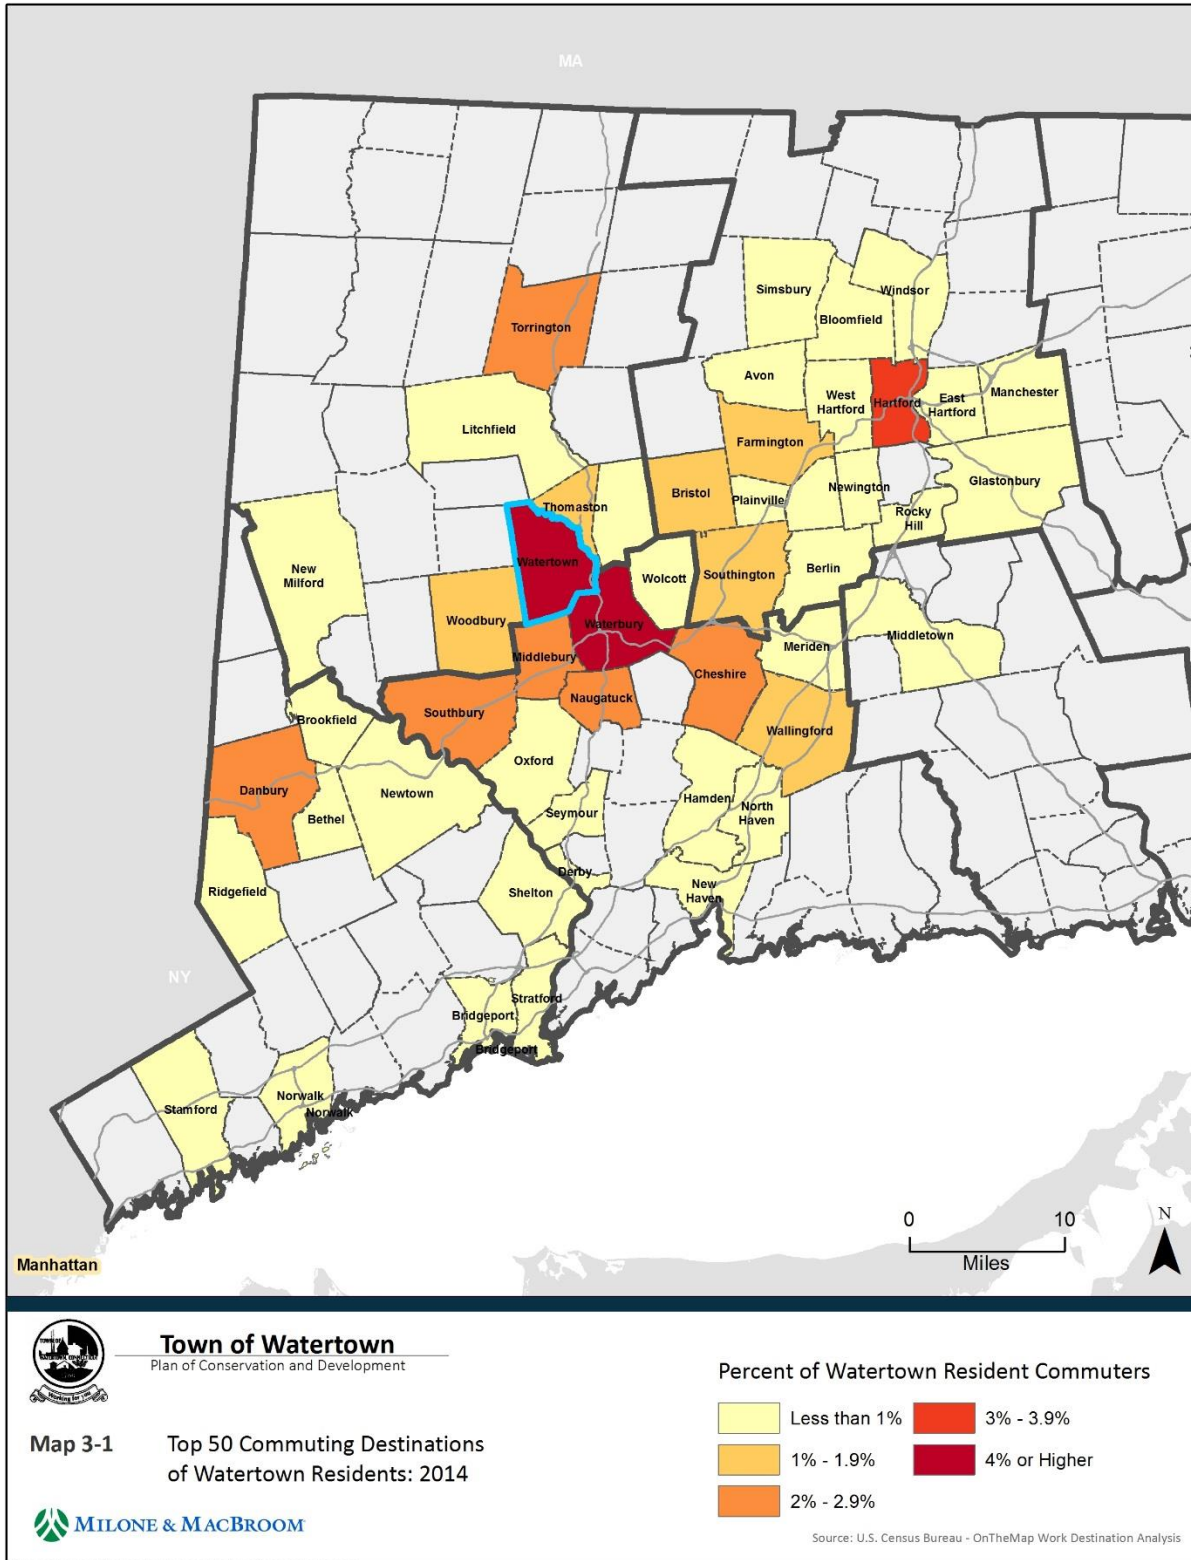 MA
Simsbury
Windsor
Bloomfield
Torrington
Avon
West
Hartford
Hartford
East
Hartford
Manchester
Litchfield
Farmington
Bristol
Plainville
Newington
Glastonbury
Thomaston
Rocky
Hill
New
Milford
Watertown
Wolcott
Southington
Berlin
Woodbury
Waterbury
Middletown
Middlebury
Meriden
Cheshire
Naugatuck
Southbury
Brookfield
Wallingford
Oxford
Danbury
Newtown
Bethel
Seymour
Hamden
North
Haven
Derby
Ridgefield
Shelton
New
Haven
NY
Stratford
Bridgeport
Bridgeport
Norwalk
Stamford
Norwalk
0 10
Miles
N
Manhattan
Town of Watertown
Plan of Conservation and Development
Map 3-1
Top 50 Commuting Destinations
of Watertown Residents: 2014
MILONE & MACBROOM
Percent of Watertown Resident Commuters
Less than 1%
1% - 1.9%
2% - 2.9%
3% - 3.9%
4% or Higher
Source: U.S. Census Bureau - OnTheMap Work Destination Analysis